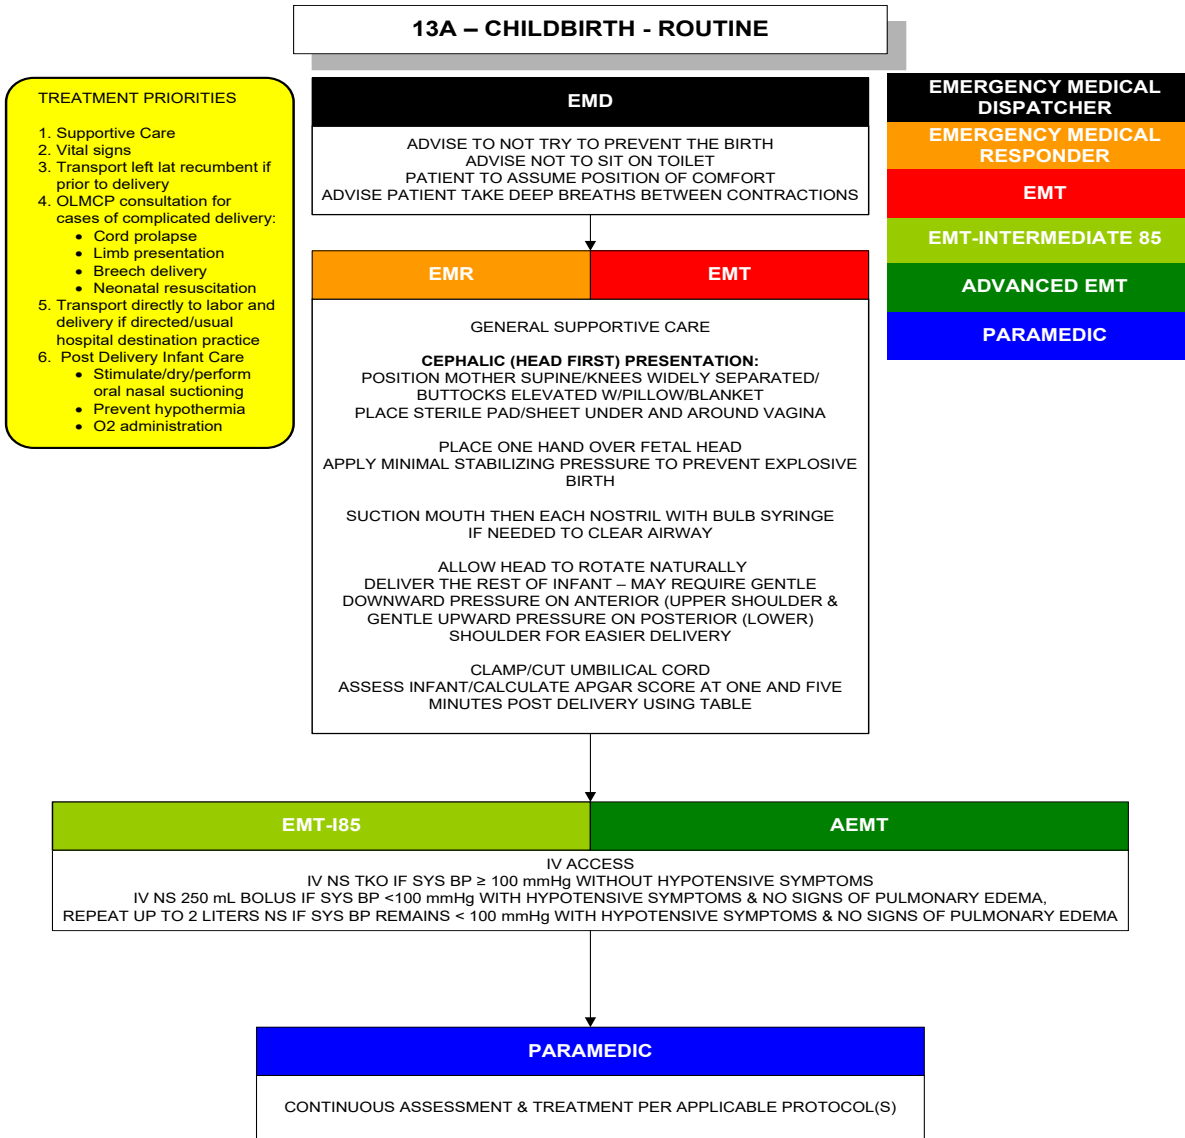 13A – CHILDBIRTH - ROUTINE
TREATMENT PRIORITIES
1. Supportive Care
2. Vital signs
3. Transport left lat recumbent if
prior to delivery
4. OLMCP consultation for
cases of complicated delivery:
• Cord prolapse
• Limb presentation
• Breech delivery
• Neonatal resuscitation
5. Transport directly to labor and
delivery if directed/usual
hospital destination practice
6. Post Delivery Infant Care
• Stimulate/dry/perform
oral nasal suctioning
• Prevent hypothermia
• O2 administration
EMD
ADVISE TO NOT TRY TO PREVENT THE BIRTH
ADVISE NOT TO SIT ON TOILET
PATIENT TO ASSUME POSITION OF COMFORT
ADVISE PATIENT TAKE DEEP BREATHS BETWEEN CONTRACTIONS
EMERGENCY MEDICAL
DISPATCHER
EMERGENCY MEDICAL
RESPONDER
EMT
EMT-INTERMEDIATE 85
ADVANCED EMT
PARAMEDIC
EMR
EMT
GENERAL SUPPORTIVE CARE
CEPHALIC (HEAD FIRST) PRESENTATION:
POSITION MOTHER SUPINE/KNEES WIDELY SEPARATED/
BUTTOCKS ELEVATED W/PILLOW/BLANKET
PLACE STERILE PAD/SHEET UNDER AND AROUND VAGINA
PLACE ONE HAND OVER FETAL HEAD
APPLY MINIMAL STABILIZING PRESSURE TO PREVENT EXPLOSIVE
BIRTH
SUCTION MOUTH THEN EACH NOSTRIL WITH BULB SYRINGE
IF NEEDED TO CLEAR AIRWAY
ALLOW HEAD TO ROTATE NATURALLY
DELIVER THE REST OF INFANT – MAY REQUIRE GENTLE
DOWNWARD PRESSURE ON ANTERIOR (UPPER SHOULDER &
GENTLE UPWARD PRESSURE ON POSTERIOR (LOWER)
SHOULDER FOR EASIER DELIVERY
CLAMP/CUT UMBILICAL CORD
ASSESS INFANT/CALCULATE APGAR SCORE AT ONE AND FIVE
MINUTES POST DELIVERY USING TABLE
EMT-I85
AEMT
IV ACCESS
IV NS TKO IF SYS BP ≥ 100 mmHg WITHOUT HYPOTENSIVE SYMPTOMS
IV NS 250 mL BOLUS IF SYS BP <100 mmHg WITH HYPOTENSIVE SYMPTOMS & NO SIGNS OF PULMONARY EDEMA,
REPEAT UP TO 2 LITERS NS IF SYS BP REMAINS < 100 mmHg WITH HYPOTENSIVE SYMPTOMS & NO SIGNS OF PULMONARY EDEMA
PARAMEDIC
CONTINUOUS ASSESSMENT & TREATMENT PER APPLICABLE PROTOCOL(S)